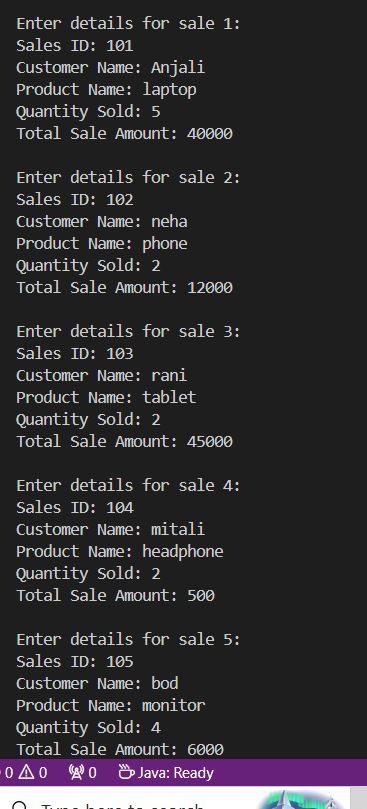 Enter details for sale 1:
Sales ID: 101
Customer Name: Anjali
Product Name: laptop
Quantity Sold: 5
Total Sale Amount: 40000
Enter details for sale 2:
Sales ID: 102
Customer Name: neha
Product Name: phone
Quantity Sold: 2
Total Sale Amount: 12000
Enter details for sale 3:
Sales ID: 103
Customer Name: rani
Product Name: tablet
Quantity Sold: 2
Total Sale Amount: 45000
Enter details for sale 4:
Sales ID: 104
Customer Name: mitali
Product Name: headphone
Quantity Sold: 2
Total Sale Amount: 500
Enter details for sale 5:
Sales ID: 105
Customer Name: bod
Product Name: monitor
Quantity Sold: 4
Total Sale Amount: 6000
0 0 0 Java: Ready
Type here to search